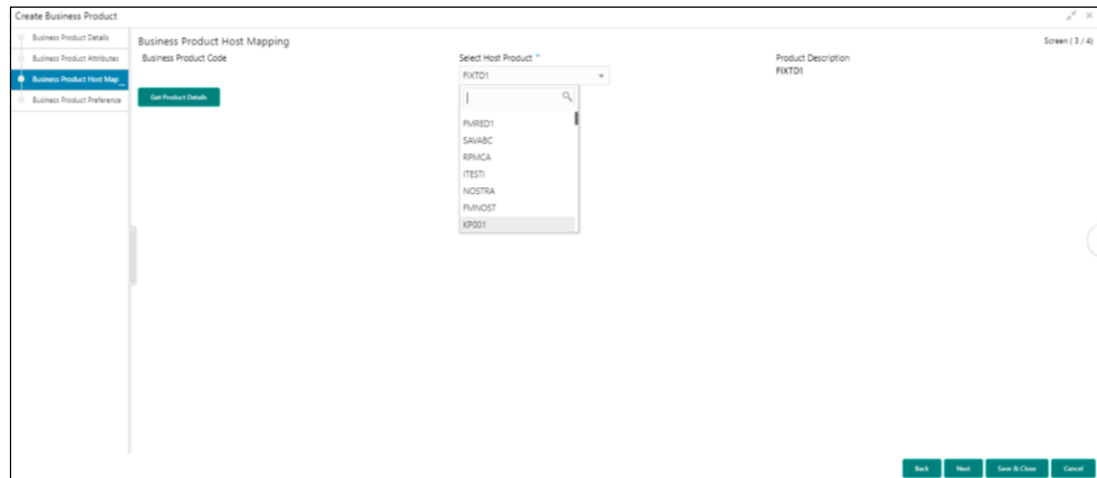 Create Business Product
Business Product Details
Business Product Attributes
Business Product Host Map...
Business Product Preference
Business Product Host Mapping
Screen ( 3 / 4)
Business Product Code
Select Host Product *
Product Description
FIXTD1
FIXTD1
Get Product Details
FMRED1
SAVABC
RPMCA
ITESTI
NOSTRA
FMNOST
KP001
Back Next Save & Close Cancel